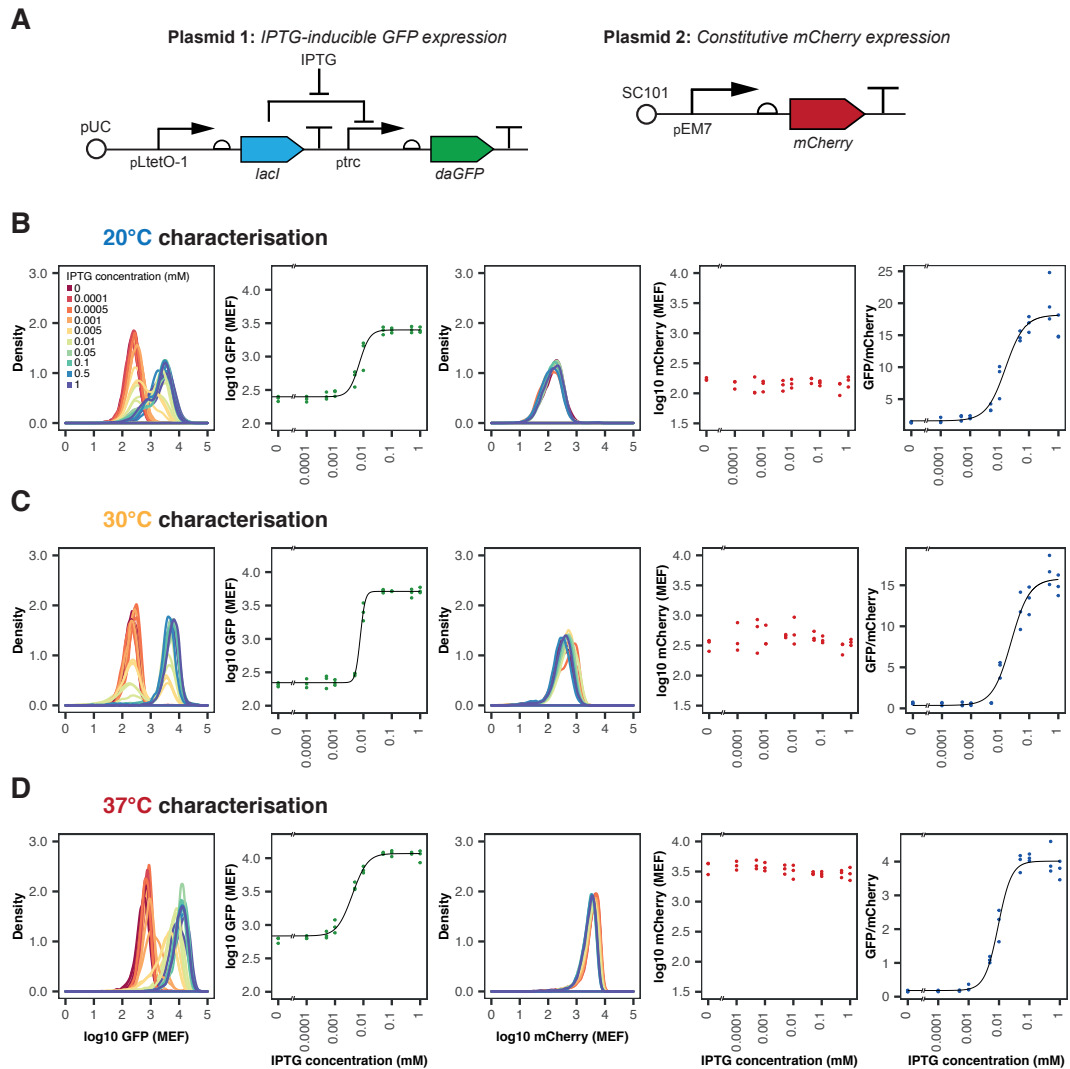 A
Plasmid 1: IPTG-inducible GFP expression
IPTG
pUC
pLtetO-1
lacI
ptrc
daGFP
Plasmid 2: Constitutive mCherry expression
SC101
pEM7
mCherry
B
20°C characterisation
Density
3.0
2.0
1.0
0.0
IPTG concentration (mM)
0
0.0001
0.0005
0.001
0.005
0.01
0.05
0.1
0.5
1
0 1 2 3 4 5
log10 GFP (MEF)
4.0
3.5
3.0
2.5
2.0
0 0.0001 0.001 0.01 0.1 1
Density
3.0
2.0
1.0
0.0
0 1 2 3 4 5
log10 mCherry (MEF)
4.0
3.5
3.0
2.5
2.0
1.5
0 0.0001 0.001 0.01 0.1 1
GFP/mCherry
25
20
15
10
5
0 0.0001 0.001 0.01 0.1 1
C
30°C characterisation
Density
3.0
2.0
1.0
0.0
0 1 2 3 4 5
log10 GFP (MEF)
4.0
3.5
3.0
2.5
2.0
0 0.0001 0.001 0.01 0.1 1
Density
3.0
2.0
1.0
0.0
0 1 2 3 4 5
log10 mCherry (MEF)
4.0
3.5
3.0
2.5
2.0
1.5
0 0.0001 0.001 0.01 0.1 1
GFP/mCherry
15
10
5
0
0 0.0001 0.001 0.01 0.1 1
D
37°C characterisation
Density
3.0
2.0
1.0
0.0
0 1 2 3 4 5
log10 GFP (MEF)
log10 GFP (MEF)
4.0
3.5
3.0
2.5
2.0
0 0.0001 0.001 0.01 0.1 1
IPTG concentration (mM)
Density
3.0
2.0
1.0
0.0
0 1 2 3 4 5
log10 mCherry (MEF)
log10 mCherry (MEF)
4.0
3.5
3.0
2.5
2.0
1.5
0 0.0001 0.001 0.01 0.1 1
IPTG concentration (mM)
GFP/mCherry
4
3
2
1
0
0 0.0001 0.001 0.01 0.1 1
IPTG concentration (mM)